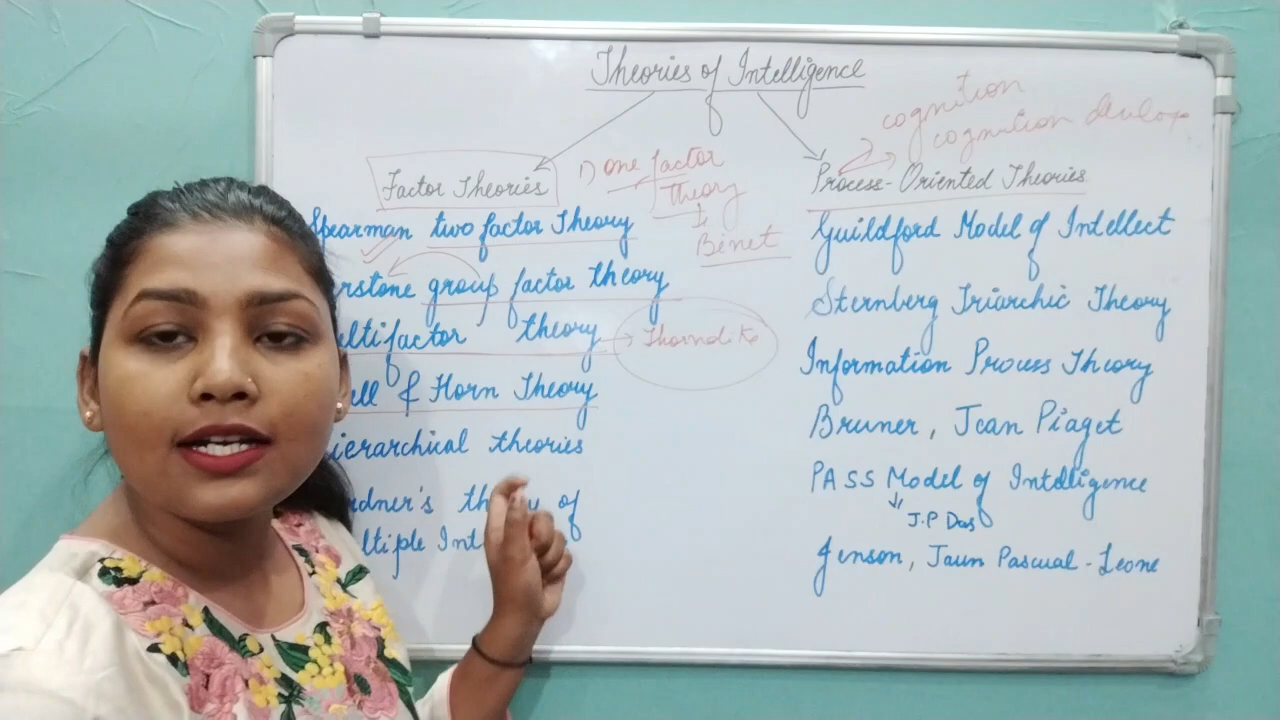 Theories of Intelligence
cognition
cognition
Factor Theories
1) one factor
theory
Binet
Spearman two factor Theory
group factor theory
theory
Thorndike
& Horn Theory
theories
of
Process-Oriented Theories
Guildford Model of Intellect
Sternberg Triarchic Theory
Information Process Theory
Bruner, Jean Piaget
PASS Model of Intelligence
J.P Das
Jenson, Jaun Pascual-Leone